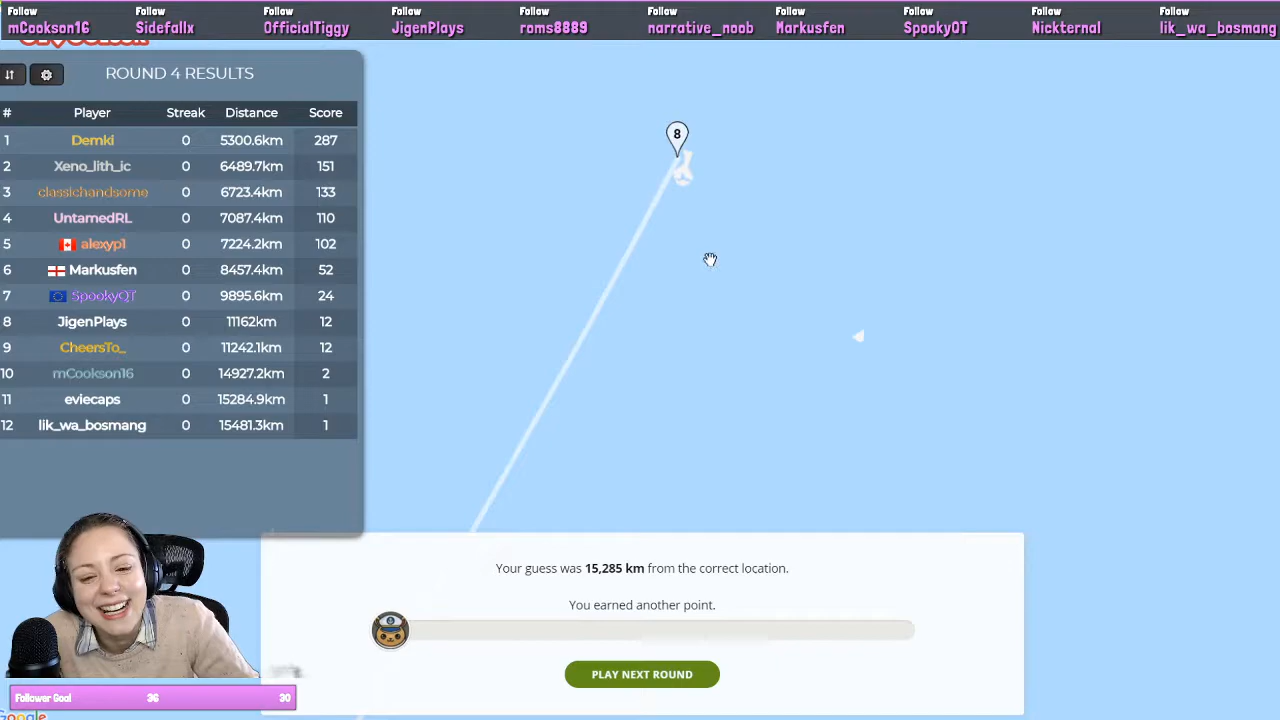 Follow Follow Follow Follow Follow Follow Follow Follow Follow Follow
mCookson16 Sidefallx OfficialTiggy JigenPlays roms8889 narrative_noob Markusfen SpookyQT Nickternal lik_wa_bosmang
ROUND 4 RESULTS
# Player Streak Distance Score
1 Demki 0 5300.6km 287
2 Xeno_lith_ic 0 6489.7km 151
3 classichandsome 0 6723.4km 133
4 UntamedRL 0 7087.4km 110
5 alexyp1 0 7224.2km 102
6 Markusfen 0 8457.4km 52
7 SpookyQT 0 9895.6km 24
8 JigenPlays 0 11162km 12
9 CheersTo_ 0 11242.1km 12
10 mCookson16 0 14927.2km 2
11 eviecaps 0 15284.9km 1
12 lik_wa_bosmang 0 15481.3km 1
8
Your guess was 15,285 km from the correct location.
You earned another point.
PLAY NEXT ROUND
Follower Goal 36 30
Google